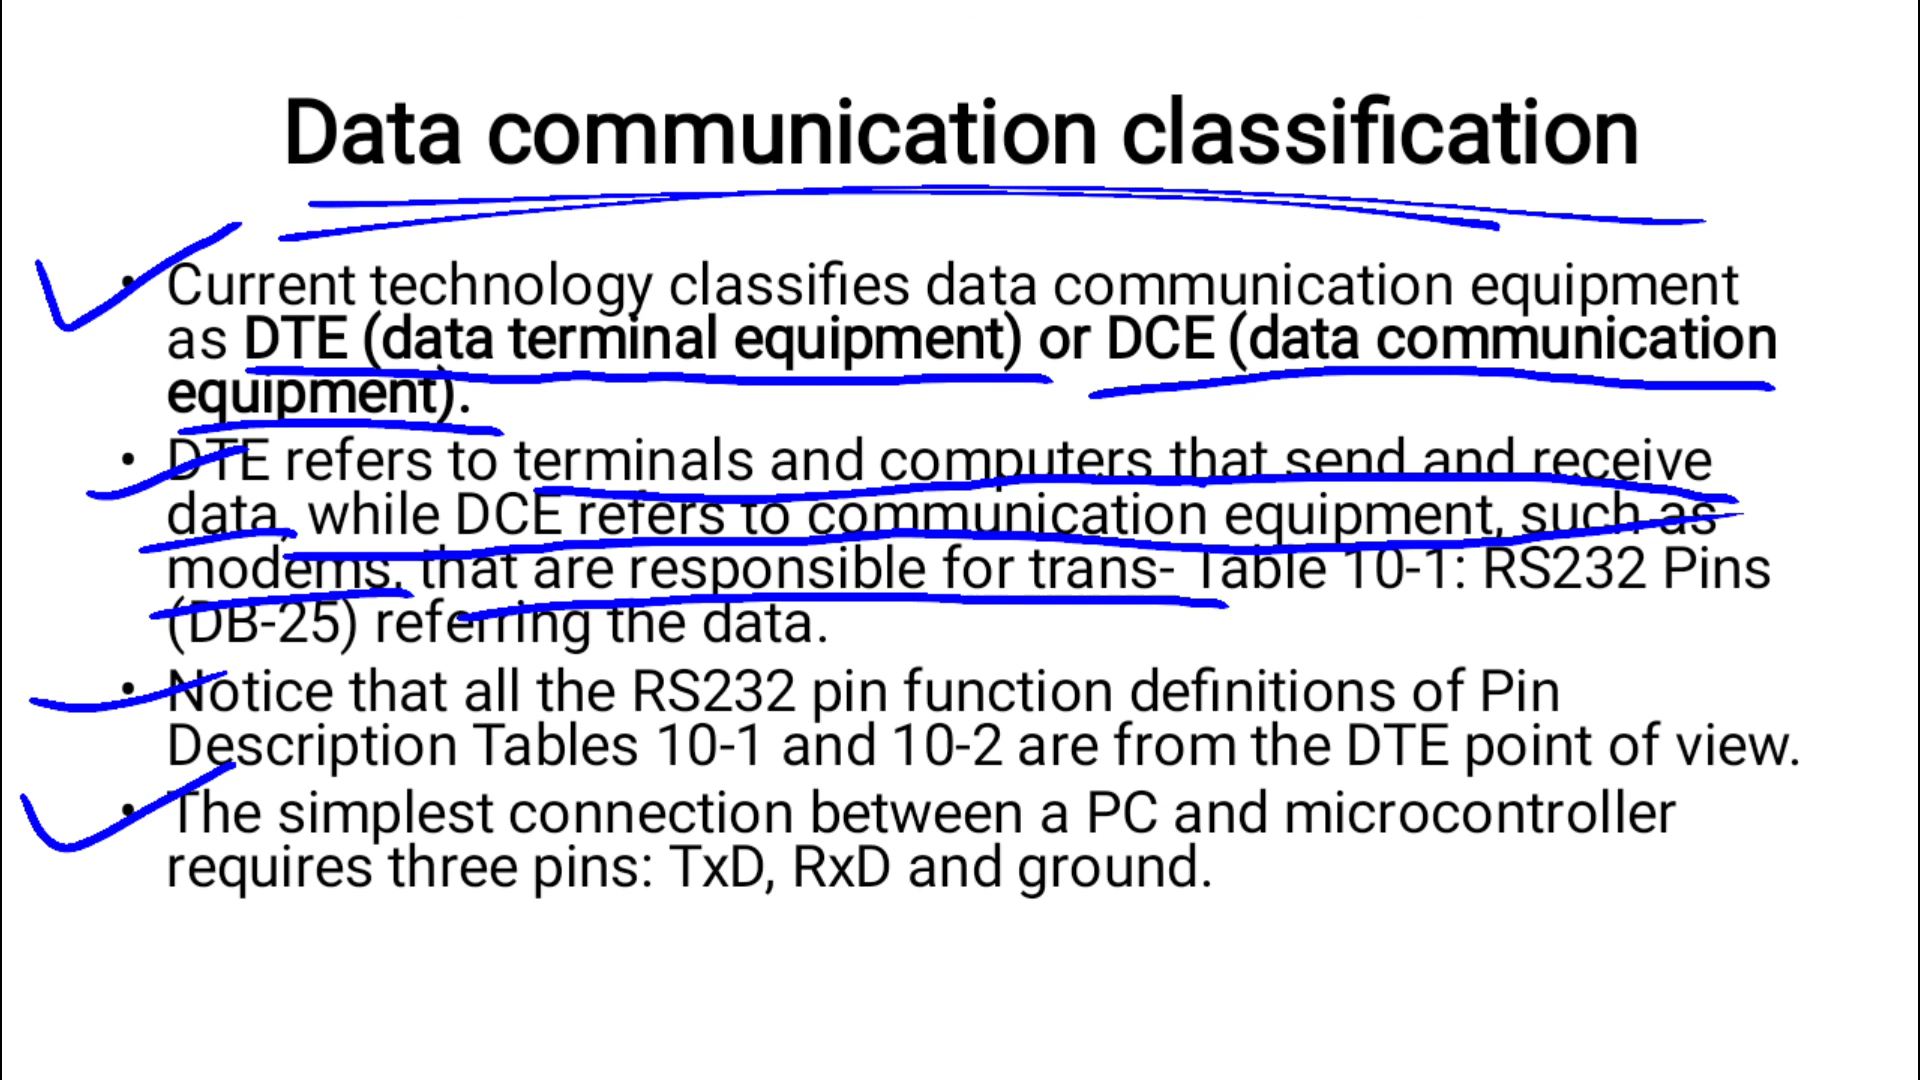 Data communication classification
• Current technology classifies data communication equipment
as DTE (data terminal equipment) or DCE (data communication
equipment).
• DTE refers to terminals and computers that send and receive
data, while DCE refers to communication equipment, such as
modems, that are responsible for trans- Table 10-1: RS232 Pins
(DB-25) referring the data.
• Notice that all the RS232 pin function definitions of Pin
Description Tables 10-1 and 10-2 are from the DTE point of view.
• The simplest connection between a PC and microcontroller
requires three pins: TxD, RxD and ground.